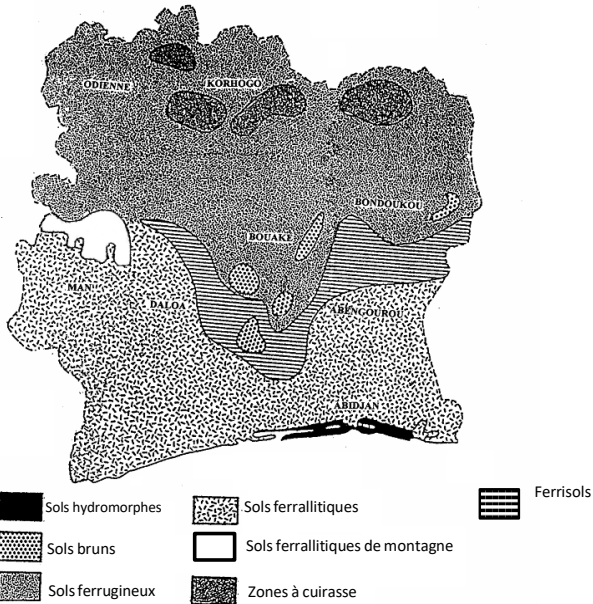 ODIENNE
KORHOGO
BONDOUKOU
BOUAKE
MAN
DALOA
ABENGOUROU
ABIDJAN
Sols hydromorphes
Sols ferrallitiques
Ferrisols
Sols bruns
Sols ferrallitiques de montagne
Sols ferrugineux
Zones à cuirasse